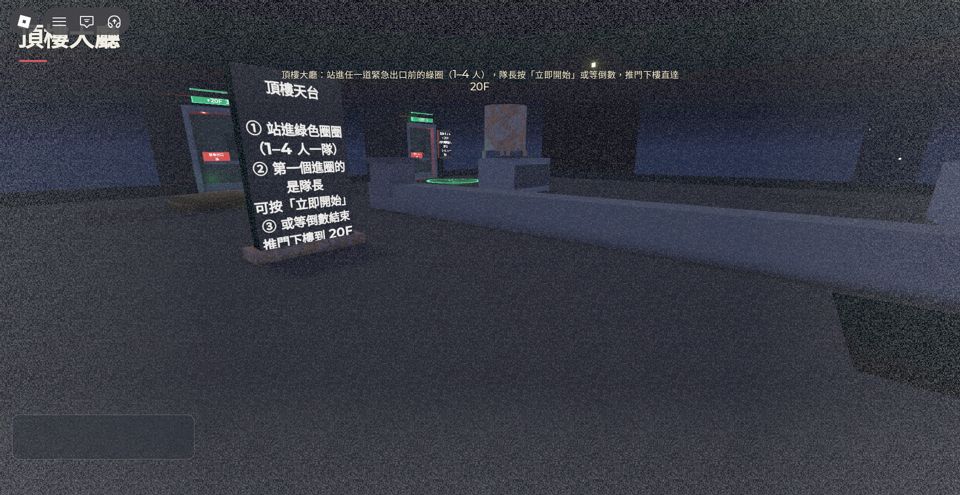 頂樓大廳
頂樓大廳：站進任一道緊急出口前的綠圈（1–4 人），隊長按「立即開始」或等倒數，推門下樓直達
20F
頂樓天台
① 站進綠色圈圈
（1–4 人一隊）
② 第一個進圈的
是隊長
可按「立即開始」
③ 或等倒數結束
推門下樓到 20F